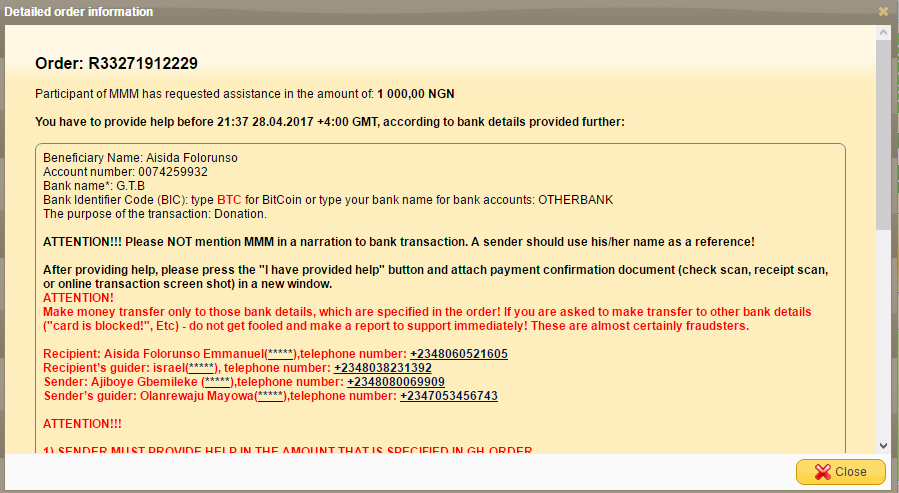 Detailed order information
Order: R33271912229
Participant of MMM has requested assistance in the amount of: 1 000,00 NGN
You have to provide help before 21:37 28.04.2017 +4:00 GMT, according to bank details provided further:
Beneficiary Name: Aisida Folorunso
Account number: 0074259932
Bank name*: G.T.B
Bank Identifier Code (BIC): type BTC for BitCoin or type your bank name for bank accounts: OTHERBANK
The purpose of the transaction: Donation.
ATTENTION!!! Please NOT mention MMM in a narration to bank transaction. A sender should use his/her name as a reference!
After providing help, please press the "I have provided help" button and attach payment confirmation document (check scan, receipt scan,
or online transaction screen shot) in a new window.
ATTENTION!
Make money transfer only to those bank details, which are specified in the order! If you are asked to make transfer to other bank details
("card is blocked!", Etc) - do not get fooled and make a report to support immediately! These are almost certainly fraudsters.
Recipient: Aisida Folorunso Emmanuel(*****),telephone number: +2348060521605
Recipient's guider: israel(*****), telephone number: +2348038231392
Sender: Ajiboye Gbemileke (*****),telephone number: +2348080069909
Sender's guider: Olanrewaju Mayowa(*****),telephone number: +2347053456743
ATTENTION!!!
1) SENDER MUST PROVIDE HELP IN THE AMOUNT THAT IS SPECIFIED IN GH-ORDER
Close